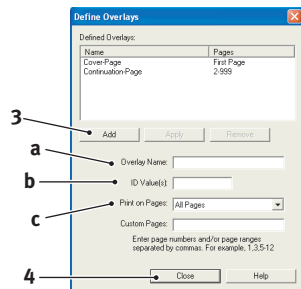 Define Overlays
Defined Overlays:
Name Pages
Cover-Page First Page
Continuation-Page 2-999
3 Add Apply Remove
a Overlay Name:
b ID Value(s):
c Print on Pages: All Pages
Custom Pages:
Enter page numbers and/or page ranges
separated by commas. For example, 1,3,5-12
4 Close Help